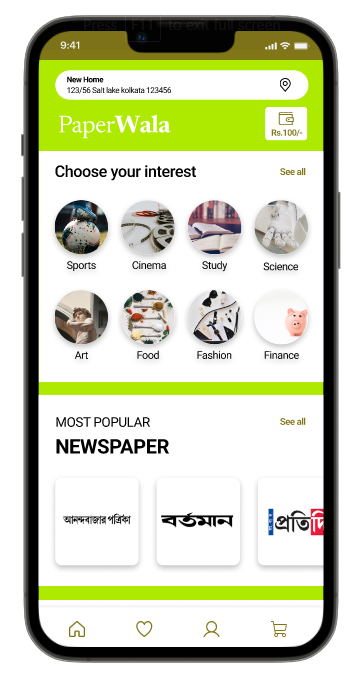 Press F11 to exit full screen
9:41
New Home
123/56 Salt lake kolkata 123456
PaperWala
Rs.100/-
Choose your interest
See all
Sports
Cinema
Study
Science
Art
Food
Fashion
Finance
MOST POPULAR
See all
NEWSPAPER
আনন্দবাজার পত্রিকা
বর্তমান
প্রতিদি